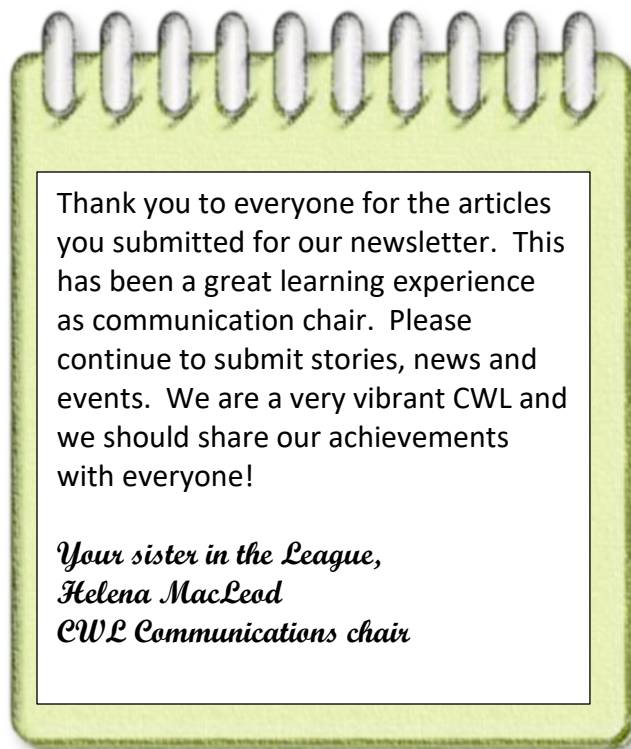 Thank you to everyone for the articles
you submitted for our newsletter.  This
has been a great learning experience
as communication chair.  Please
continue to submit stories, news and
events.  We are a very vibrant CWL and
we should share our achievements
with everyone!
Your sister in the League,
Helena MacLeod
CWL Communications chair